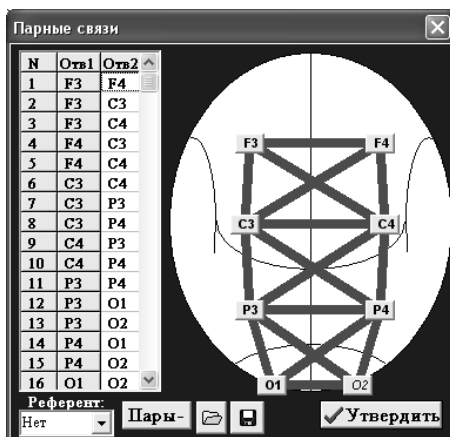 Парные связи
N Отв1 Отв2
1 F3 F4
2 F3 C3
3 F3 C4
4 F4 C3
5 F4 C4
6 C3 C4
7 C3 P3
8 C3 P4
9 C4 P3
10 C4 P4
11 P3 P4
12 P3 O1
13 P3 O2
14 P4 O1
15 P4 O2
16 O1 O2
F3 F4
C3 C4
P3 P4
O1 O2
Референт:
Нет Пары- Утвердить